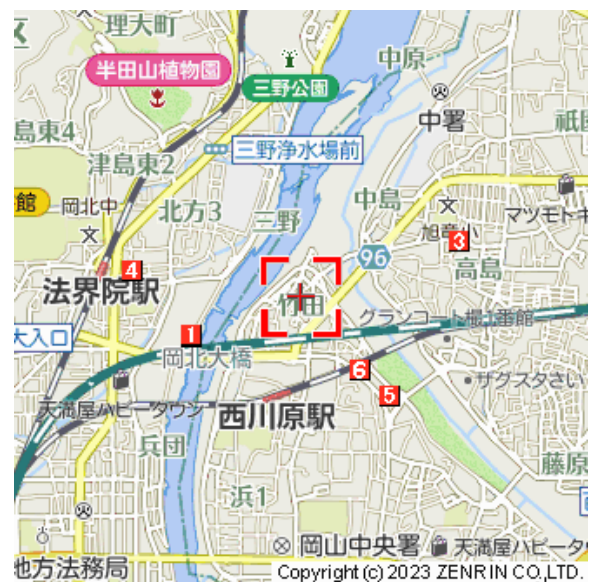 区
理大町
半田山植物園
三野公園
中原
中署
祇園
島東4
津島東2
三野浄水場前
館
岡北中
文
北方3
三野
中島
文
旭竜小
マツモトキ
3
96
高島
4
法界院駅
竹田
グランコート
1
大入口
岡北大橋
6
ザグスタさい
5
天満屋ハピータウン
西川原駅
兵団
藤原
浜1
岡山中央署
天満屋ハピータウ
地方法務局
Copyright (c) 2023 ZENRIN CO.,LTD.